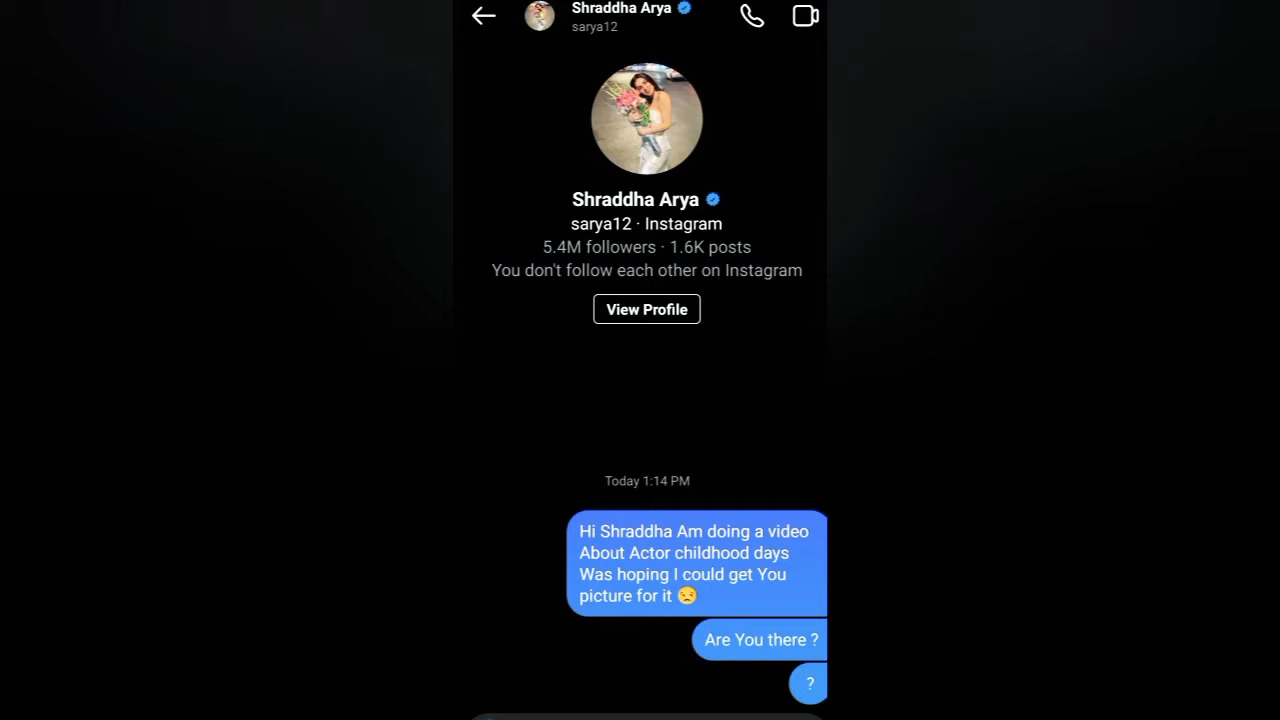 Shraddha Arya
sarya12
Shraddha Arya
sarya12 · Instagram
5.4M followers · 1.6K posts
You don't follow each other on Instagram
View Profile
Today 1:14 PM
Hi Shraddha Am doing a video
About Actor childhood days
Was hoping I could get You
picture for it 😒
Are You there ?
?